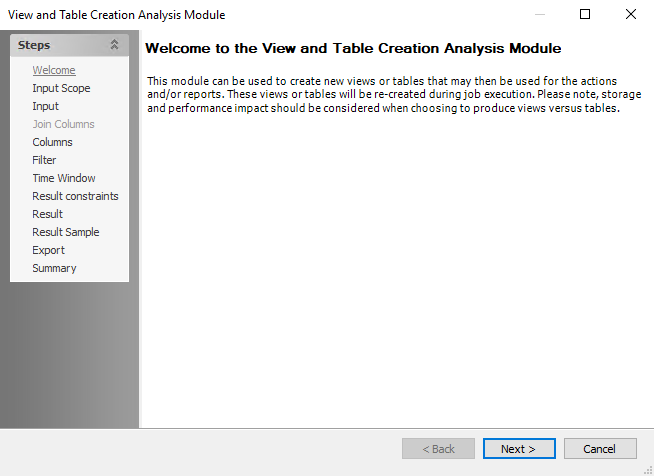 View and Table Creation Analysis Module
Steps
Welcome
Input Scope
Input
Join Columns
Columns
Filter
Time Window
Result constraints
Result
Result Sample
Export
Summary
Welcome to the View and Table Creation Analysis Module
This module can be used to create new views or tables that may then be used for the actions
and/or reports. These views or tables will be re-created during job execution. Please note, storage
and performance impact should be considered when choosing to produce views versus tables.
< Back
Next >
Cancel